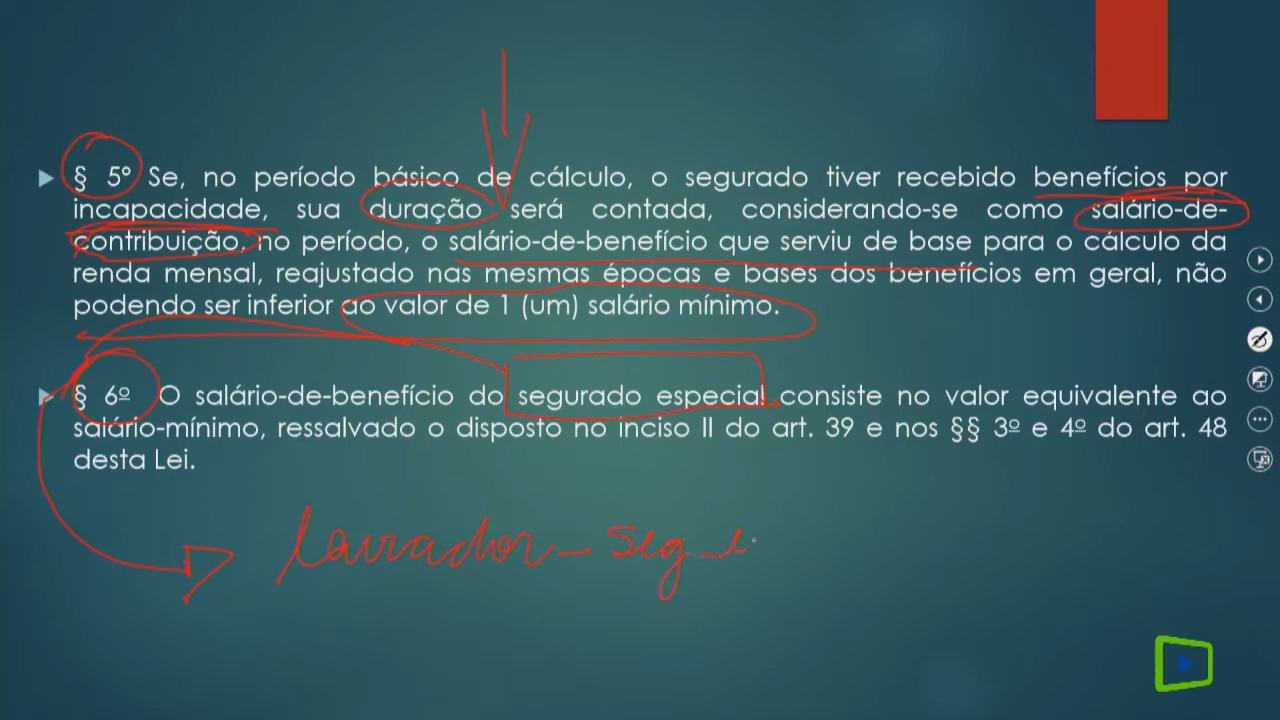 § 5º Se, no período básico de cálculo, o segurado tiver recebido benefícios por
incapacidade, sua duração será contada, considerando-se como salário-de-
contribuição, no período, o salário-de-benefício que serviu de base para o cálculo da
renda mensal, reajustado nas mesmas épocas e bases dos benefícios em geral, não
podendo ser inferior ao valor de 1 (um) salário mínimo.
§ 6º O salário-de-benefício do segurado especial consiste no valor equivalente ao
salário-mínimo, ressalvado o disposto no inciso II do art. 39 e nos §§ 3º e 4º do art. 48
desta Lei.
lavrador - seg - e